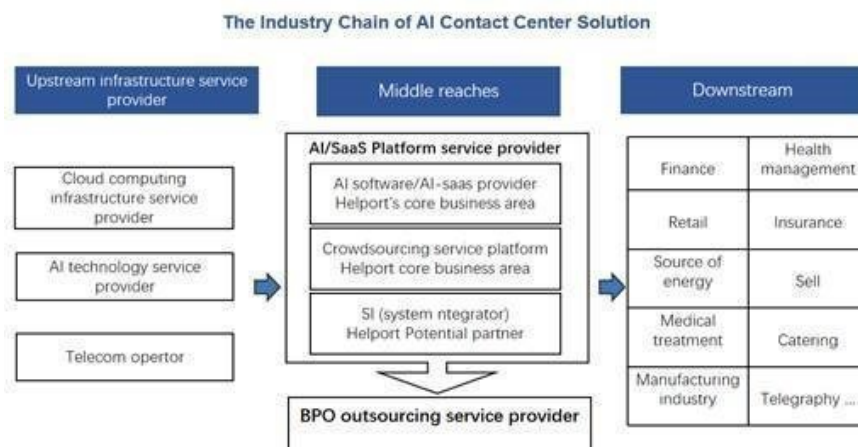 The Industry Chain of AI Contact Center Solution
Upstream infrastructure service
provider
Middle reaches
Downstream
Cloud computing
infrastructure service
provider
AI technology service
provider
Telecom opertor
AI/SaaS Platform service provider
AI software/AI-saas provider
Helport's core business area
Crowdsourcing service platform
Helport core business area
SI (system ntegrator)
Helport Potential partner
BPO outsourcing service provider
Finance
Health
management
Retail
Insurance
Source of
energy
Sell
Medical
treatment
Catering
Manufacturing
industry
Telegraphy ...